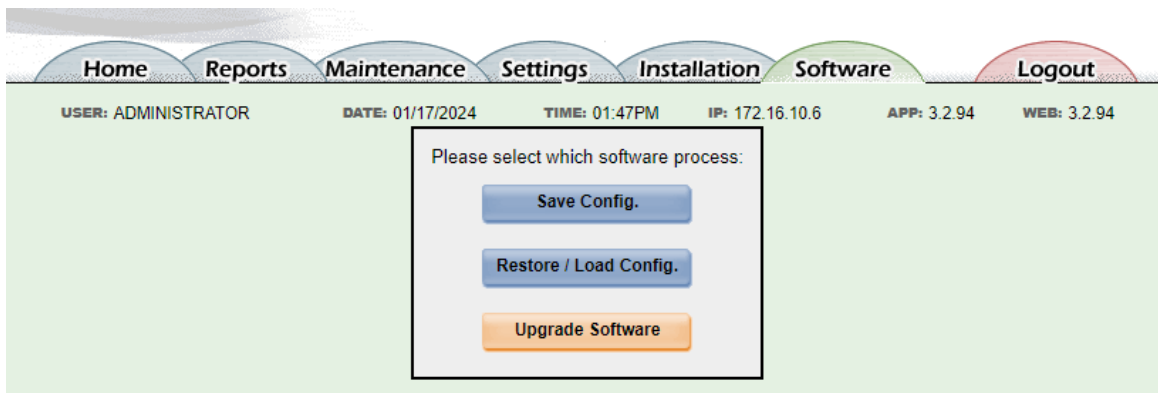 Home Reports Maintenance Settings Installation Software Logout
USER: ADMINISTRATOR DATE: 01/17/2024 TIME: 01:47PM IP: 172.16.10.6 APP: 3.2.94 WEB: 3.2.94
Please select which software process:
Save Config.
Restore / Load Config.
Upgrade Software